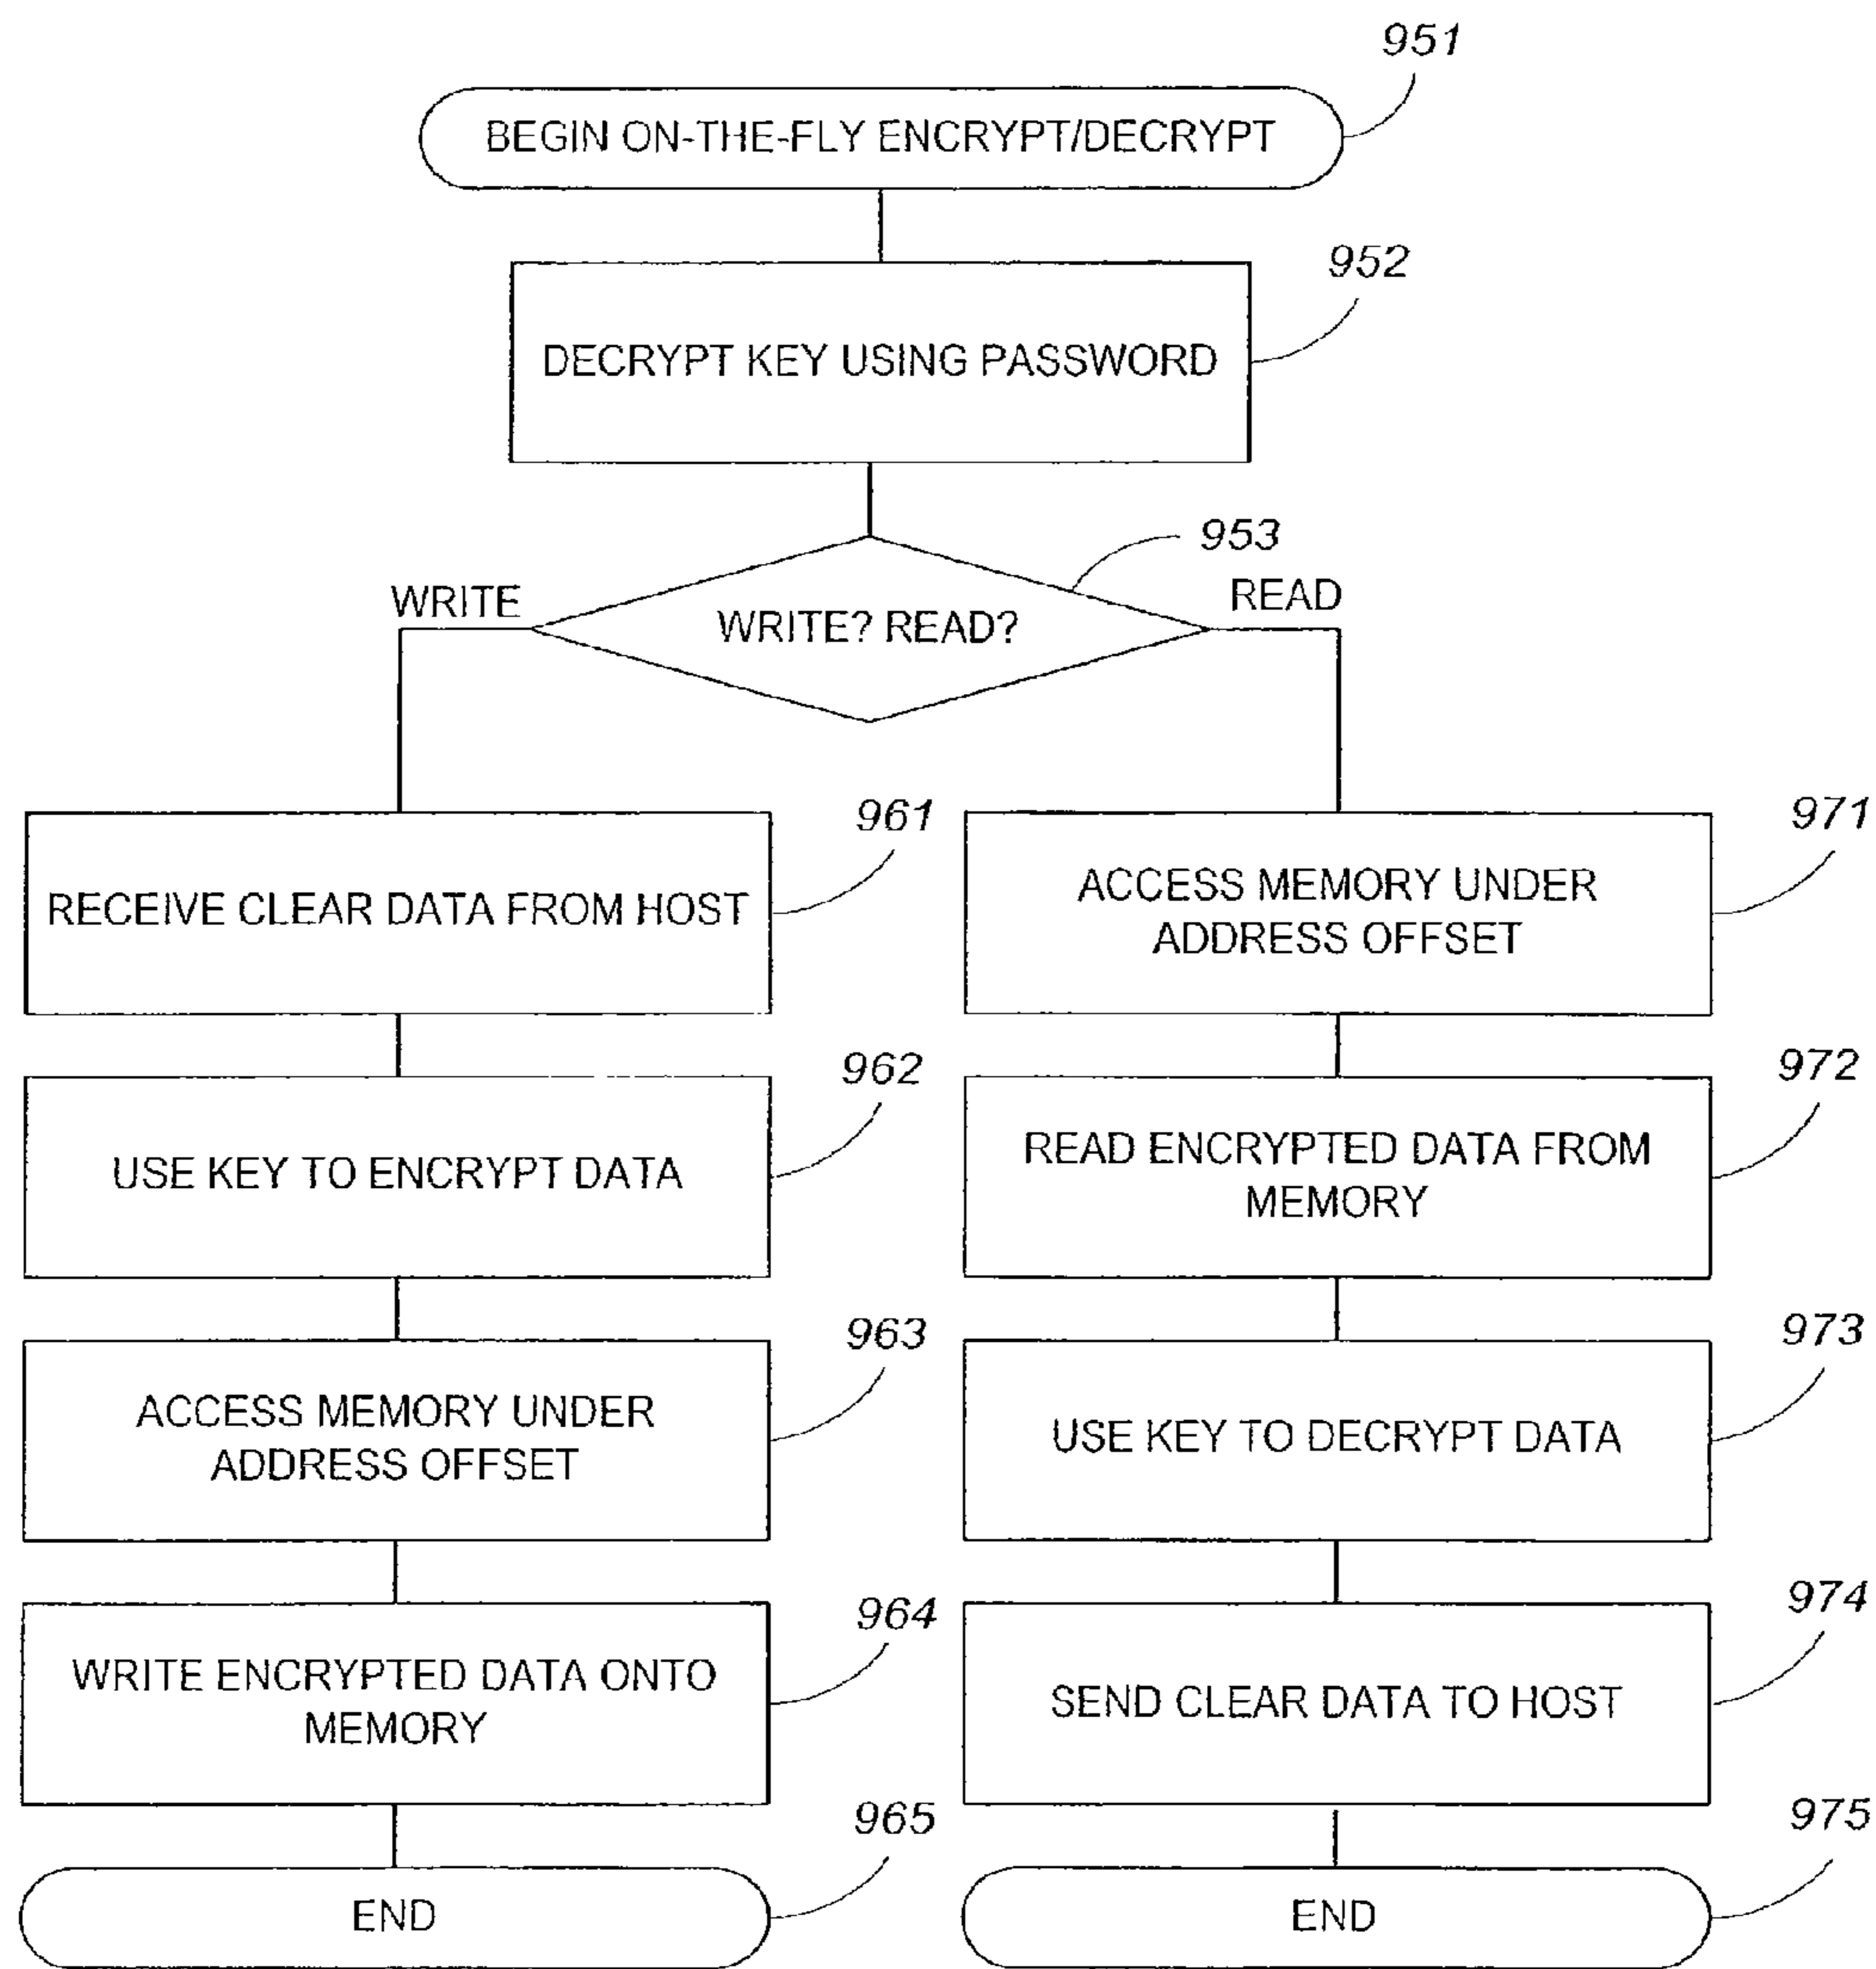 951
BEGIN ON-THE-FLY ENCRYPT/DECRYPT
952
DECRYPT KEY USING PASSWORD
953
WRITE
READ
WRITE? READ?
961
RECEIVE CLEAR DATA FROM HOST
962
USE KEY TO ENCRYPT DATA
963
ACCESS MEMORY UNDER
ADDRESS OFFSET
964
WRITE ENCRYPTED DATA ONTO
MEMORY
965
END
971
ACCESS MEMORY UNDER
ADDRESS OFFSET
972
READ ENCRYPTED DATA FROM
MEMORY
973
USE KEY TO DECRYPT DATA
974
SEND CLEAR DATA TO HOST
975
END